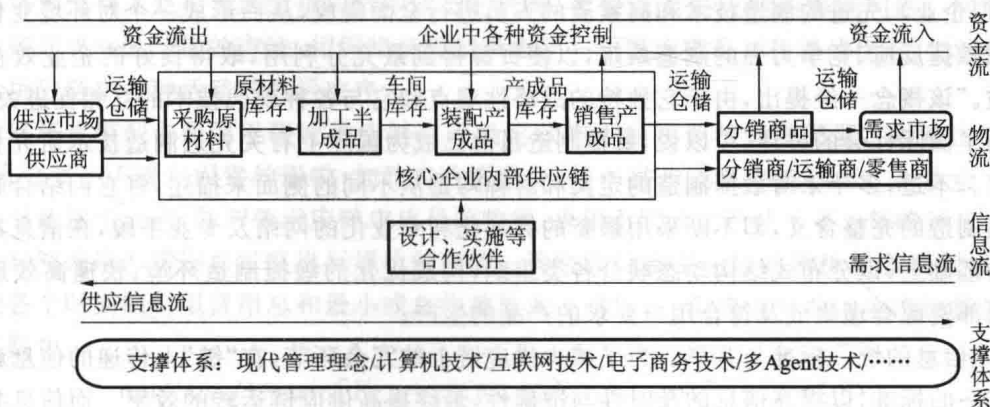 资金流出
企业中各种资金控制
资金流入
资金流
运输
仓储
原材料
库存
车间
库存
产成品
库存
运输
仓储
运输
仓储
供应市场
供应商
采购原
材料
加工半
成品
装配产
成品
销售产
成品
分销商品
需求市场
分销商/运输商/零售商
核心企业内部供应链
物流
设计、实施等
合作伙伴
信息流
需求信息流
供应信息流
支撑体系：现代管理理念/计算机技术/互联网技术/电子商务技术/多Agent技术/……
支撑体系